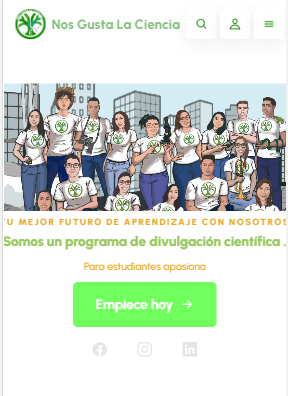 Nos Gusta La Ciencia
TU MEJOR FUTURO DE APRENDIZAJE CON NOSOTROS
Somos un programa de divulgación científica .
Para estudiantes apasiona
Empiece hoy →